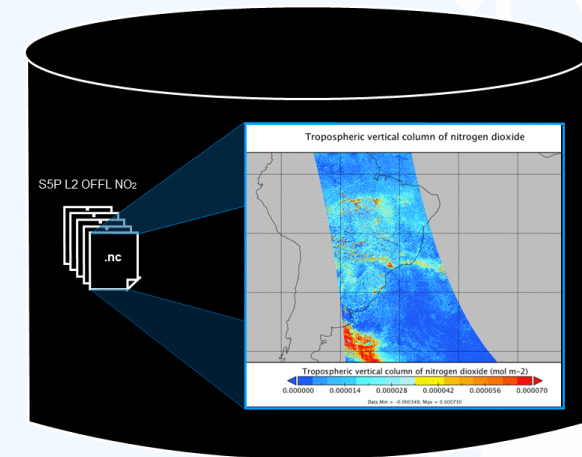 Tropospheric vertical column of nitrogen dioxide
S5P L2 OFFL NO₂
.nc
Tropospheric vertical column of nitrogen dioxide (mol m-2)
0.000000 0.000014 0.000028 0.000042 0.000056 0.000070
Data Min = -0.000349, Max = 0.000730